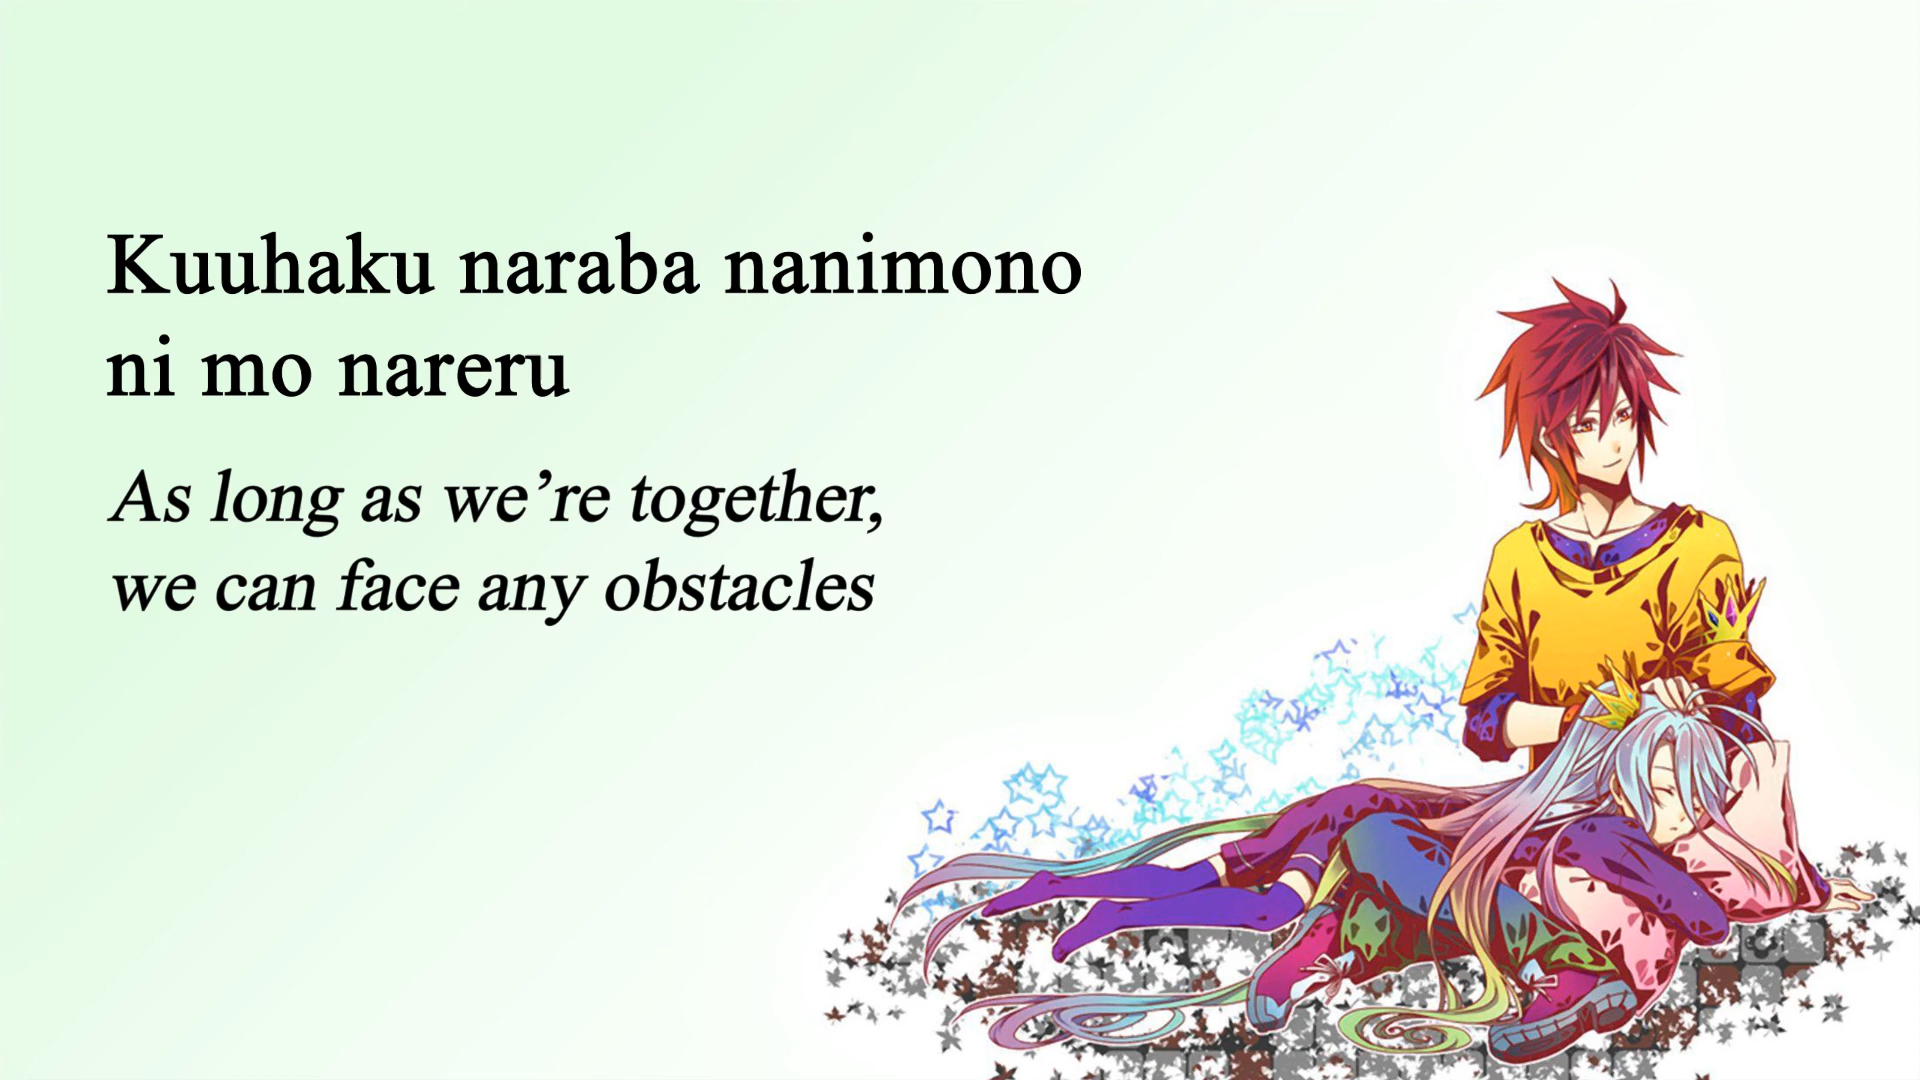 Kuuhaku naraba nanimono
ni mo nareru
As long as we’re together,
we can face any obstacles